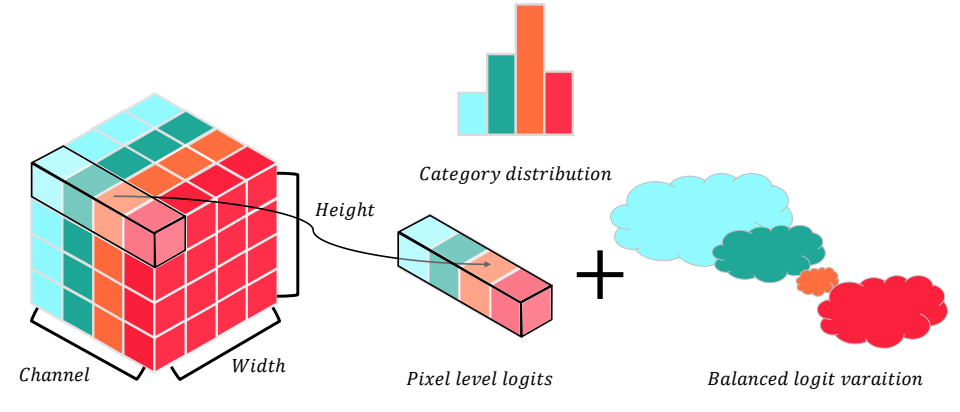 Category distribution
Height
Channel
Width
Pixel level logits
Balanced logit varaition